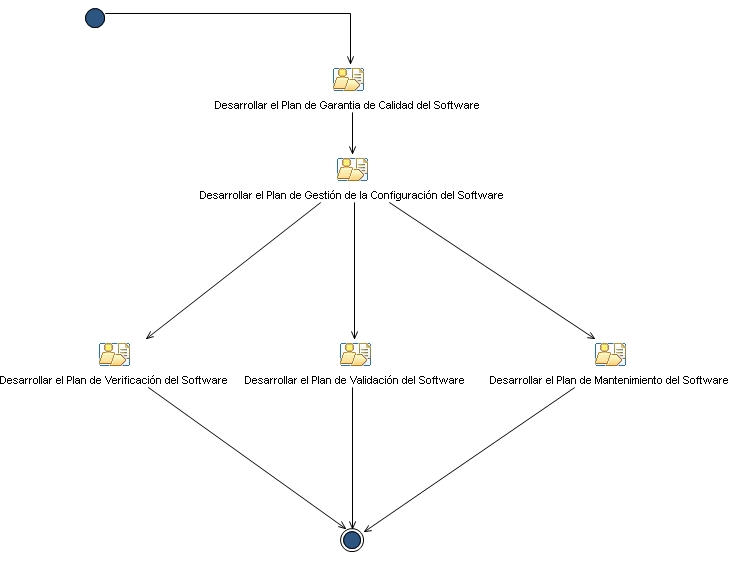 Desarrollar el Plan de Garantia de Calidad del Software
Desarrollar el Plan de Gestión de la Configuración del Software
Desarrollar el Plan de Verificación del Software
Desarrollar el Plan de Validación del Software
Desarrollar el Plan de Mantenimiento del Software